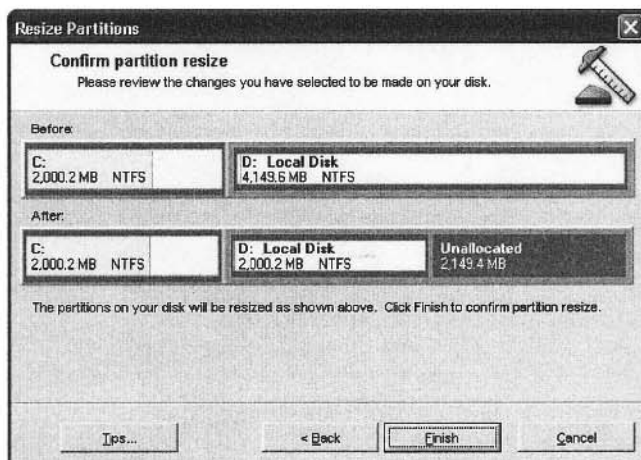 Resize Partitions
Confirm partition resize
Please review the changes you have selected to be made on your disk.
Before:
C:
2,000.2 MB NTFS
D: Local Disk
4,149.6 MB NTFS
After:
C:
2,000.2 MB NTFS
D: Local Disk
2,000.2 MB NTFS
Unallocated
2,149.4 MB
The partitions on your disk will be resized as shown above. Click Finish to confirm partition resize.
Tips...
< Back
Finish
Cancel